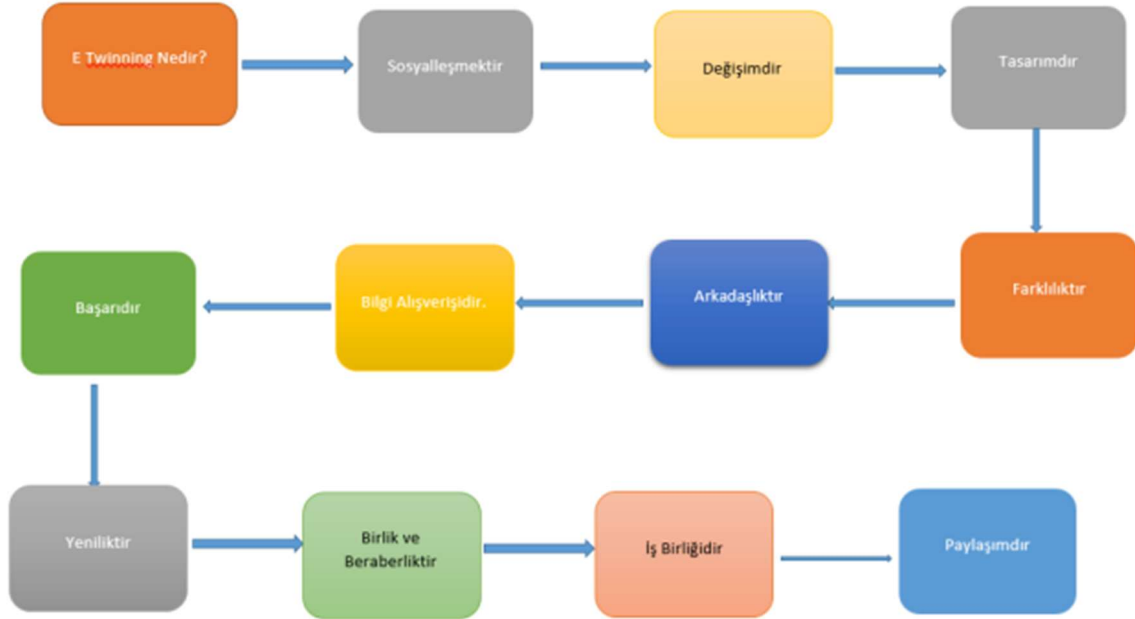 E Twinning Nedir?
Sosyalleşmektir
Değişimdir
Tasarımdır
Farklılıktır
Arkadaşlıktır
Bilgi Alışverişidir.
Başarıdır
Yeniliktir
Birlik ve
Beraberliktir
İş Birliğidir
Paylaşımdır